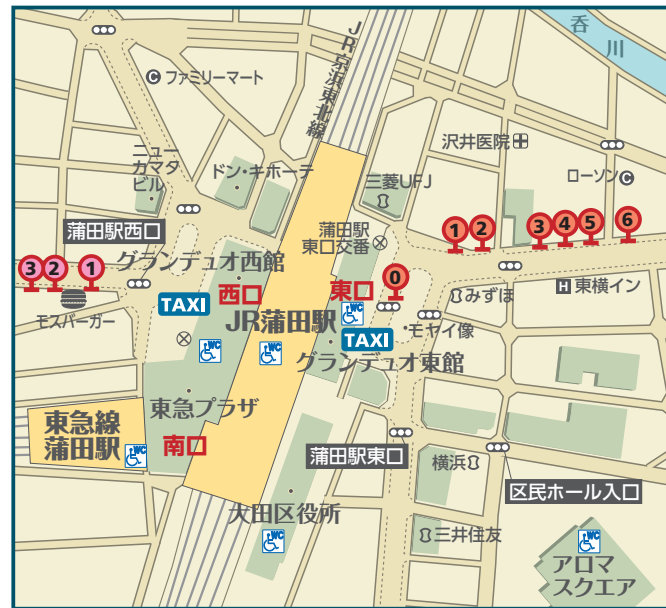 呑
川
JR京浜東北線
ファミリーマート
沢井医院
ニュー
カマタ
ビル
ドン・キホーテ
三菱UFJ
ローソン
蒲田駅西口
蒲田駅
東口交番
1
2
3
4
5
6
3
2
1
グランデュオ西館
西口
東口
0
みずほ
H
東横イン
モスバーガー
TAXI
JR蒲田駅
WC
TAXI
モヤイ像
WC
WC
グランデュオ東館
東急プラザ
東急線
蒲田駅
WC
南口
蒲田駅東口
横浜
区民ホール入口
大田区役所
WC
三井住友
WC
アロマ
スクエア